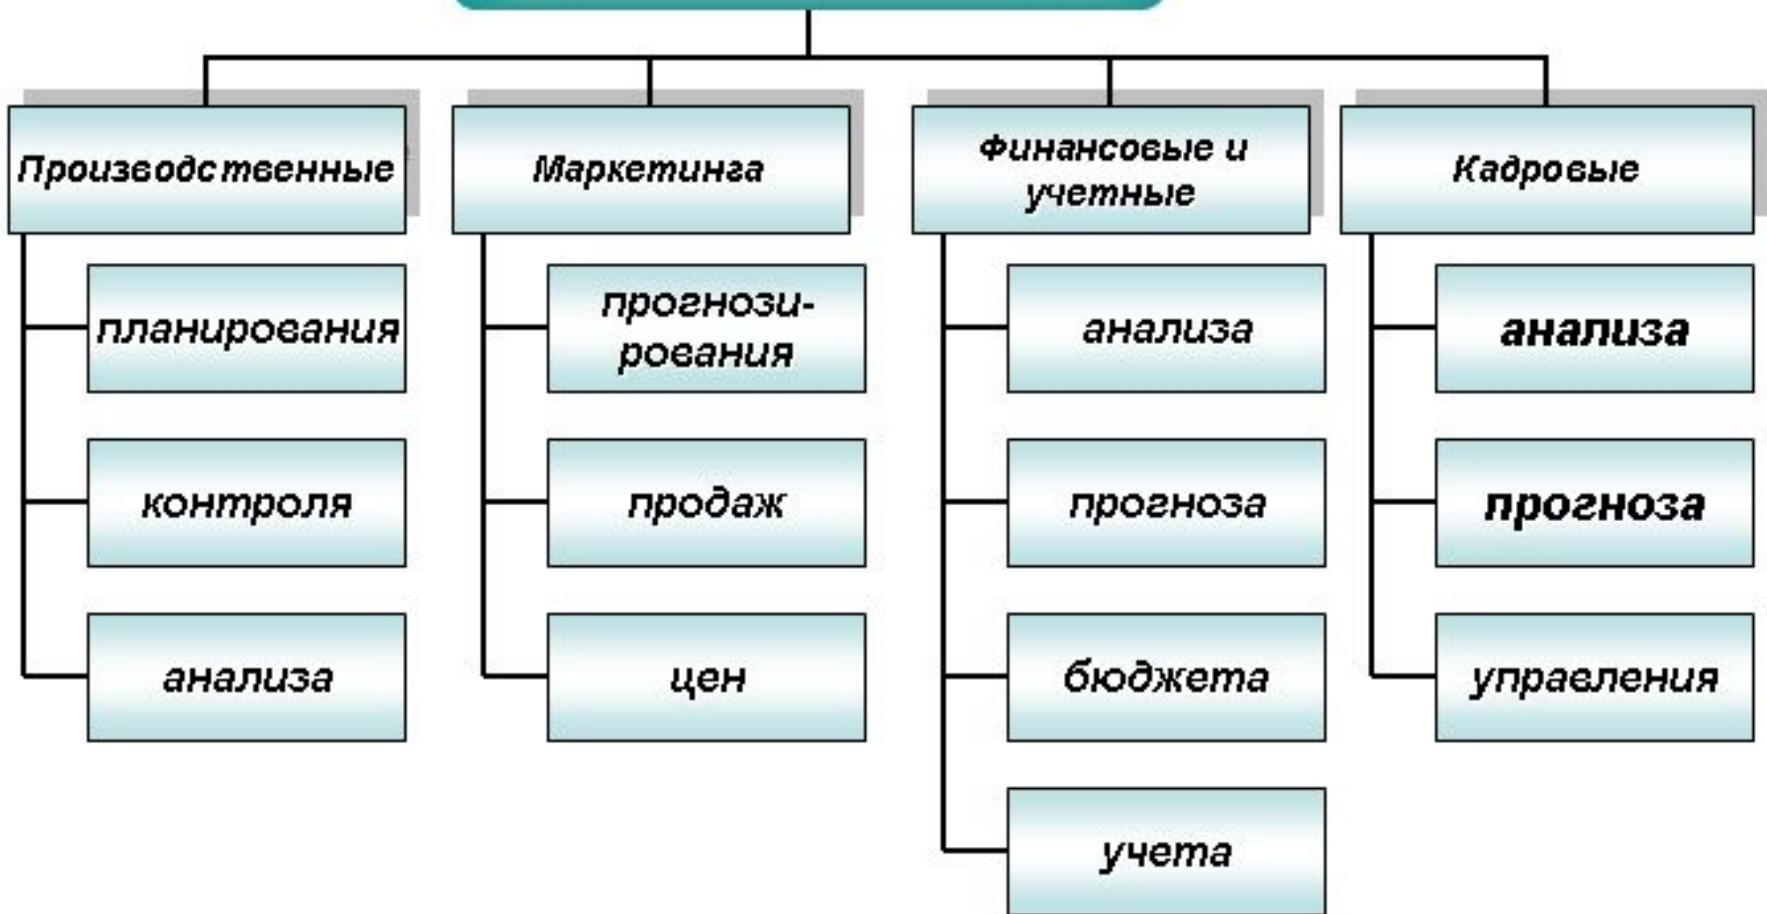 Производственные
планирования
контроля
анализа
Маркетинга
прогнози-
рования
продаж
цен
Финансовые и
учетные
анализа
прогноза
бюджета
учета
Кадровые
анализа
прогноза
управления